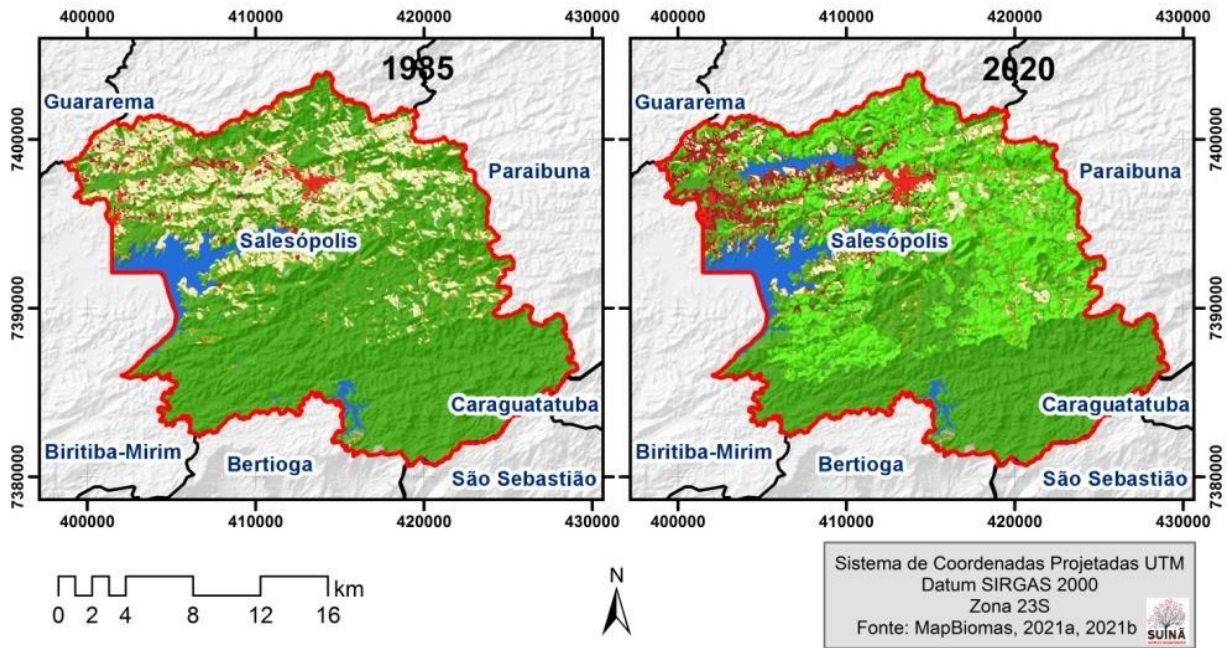 400000 410000 420000 430000 400000 410000 420000 430000
1985 2020
Guararema Guararema
7400000 7400000
Paraibuna Paraibuna
Salesópolis Salesópolis
7390000 7390000
Caraguatatuba Caraguatatuba
Biritiba-Mirim Biritiba-Mirim
Bertioga Bertioga
São Sebastião São Sebastião
7380000 7380000
400000 410000 420000 430000 400000 410000 420000 430000
km
0 2 4 8 12 16
N
Sistema de Coordenadas Projetadas UTM
Datum SIRGAS 2000
Zona 23S
Fonte: MapBiomas, 2021a, 2021b
SUINÃ